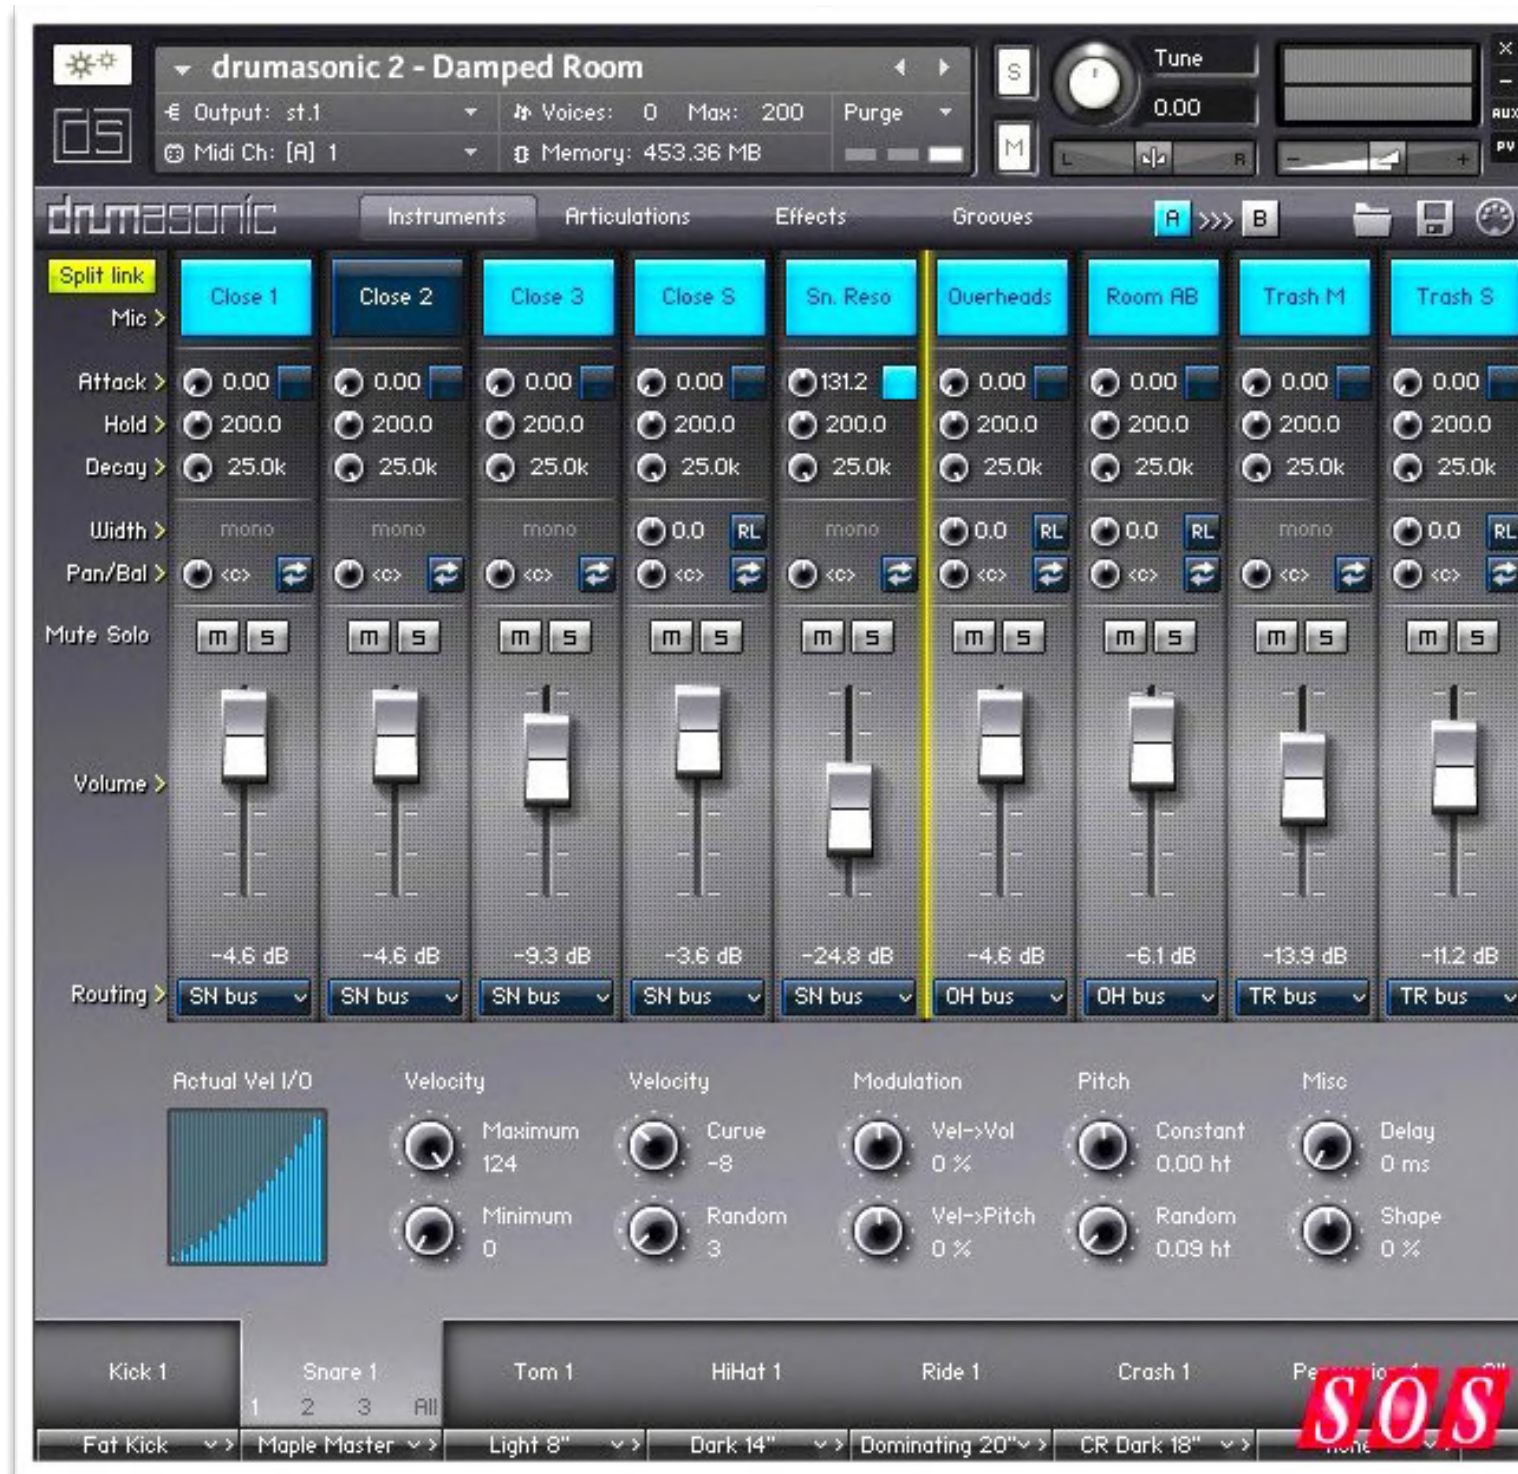 drumasonic 2 - Damped Room
S
Tune
0.00
Output: st.1
Voices: 0 Max: 200
Purge
AUX
Midi Ch: [A] 1
Memory: 453.36 MB
M
L
R
PV
drumasonic
Instruments
Articulations
Effects
Grooves
A >>> B
Split link
Mic >
Close 1
Close 2
Close 3
Close S
Sn. Reso
Overheads
Room AB
Trash M
Trash S
Attack > 0.00 0.00 0.00 0.00 131.2 0.00 0.00 0.00 0.00
Hold > 200.0 200.0 200.0 200.0 200.0 200.0 200.0 200.0 200.0
Decay > 25.0k 25.0k 25.0k 25.0k 25.0k 25.0k 25.0k 25.0k 25.0k
Width > mono mono mono 0.0 RL mono 0.0 RL 0.0 RL mono 0.0 RL
Pan/Bal > <c> <c> <c> <c> <c> <c> <c> <c> <c>
Mute Solo m s m s m s m s m s m s m s m s m s
Volume >
-4.6 dB -4.6 dB -9.3 dB -3.6 dB -24.8 dB -4.6 dB -6.1 dB -13.9 dB -11.2 dB
Routing > SN bus SN bus SN bus SN bus SN bus OH bus OH bus TR bus TR bus
Actual Vel I/O
Velocity
Velocity
Modulation
Pitch
Misc
Maximum
124
Curve
-8
Vel->Vol
0 %
Constant
0.00 ht
Delay
0 ms
Minimum
0
Random
3
Vel->Pitch
0 %
Random
0.09 ht
Shape
0 %
Kick 1
Snare 1
Tom 1
HiHat 1
Ride 1
Crash 1
1 2 3 All
Fat Kick
Maple Master
Light 8"
Dark 14"
Dominating 20"
CR Dark 18"
SOS